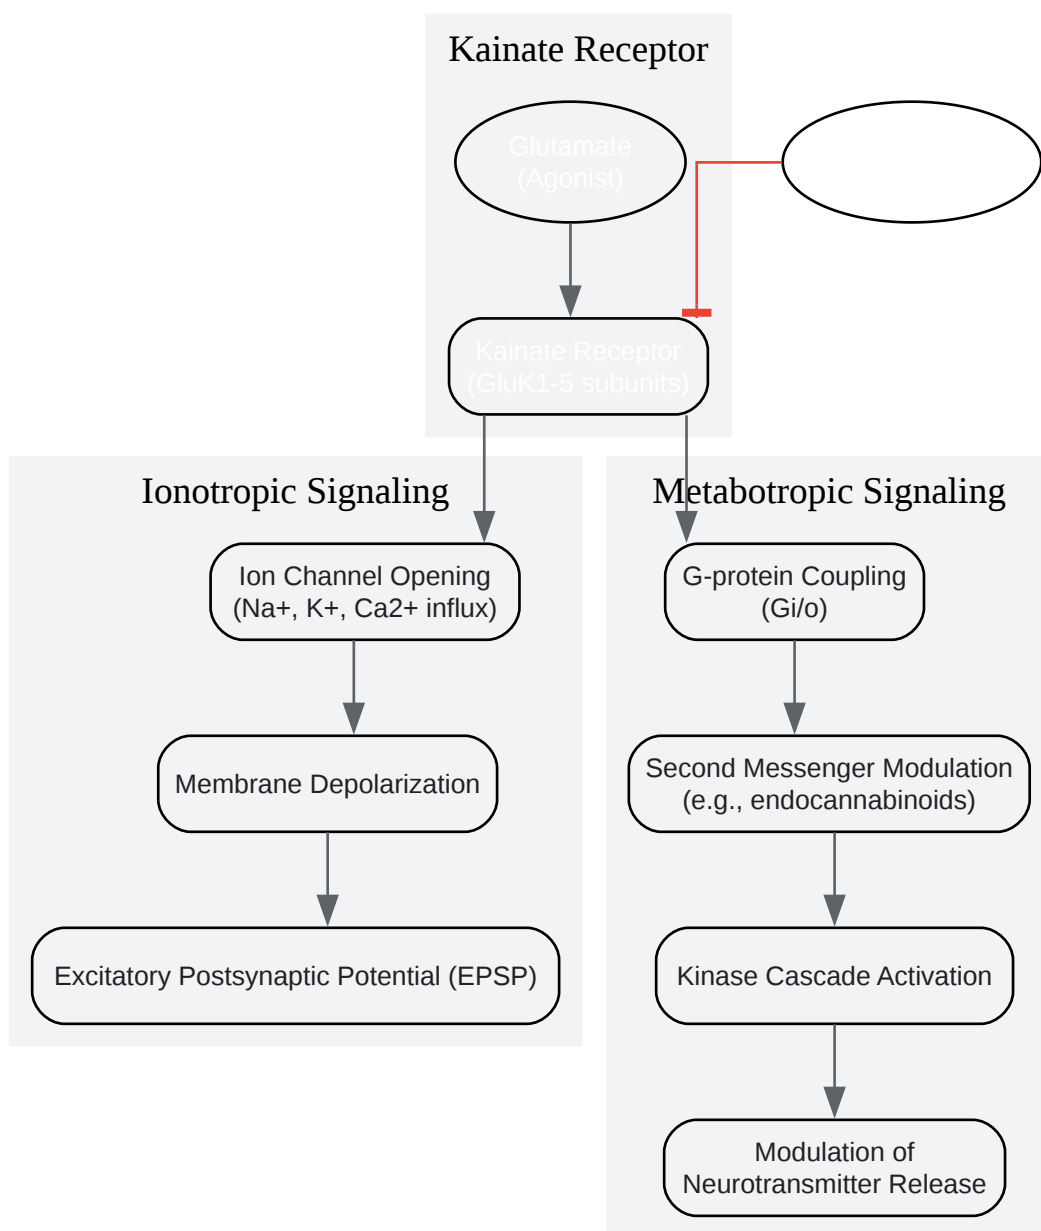 Kainate Receptor
Glutamate
(Agonist)
Kainate Receptor
(GluK1-5 subunits)
Ionotropic Signaling
Metabotropic Signaling
Ion Channel Opening
(Na+, K+, Ca2+ influx)
G-protein Coupling
(Gi/o)
Membrane Depolarization
Second Messenger Modulation
(e.g., endocannabinoids)
Excitatory Postsynaptic Potential (EPSP)
Kinase Cascade Activation
Modulation of
Neurotransmitter Release